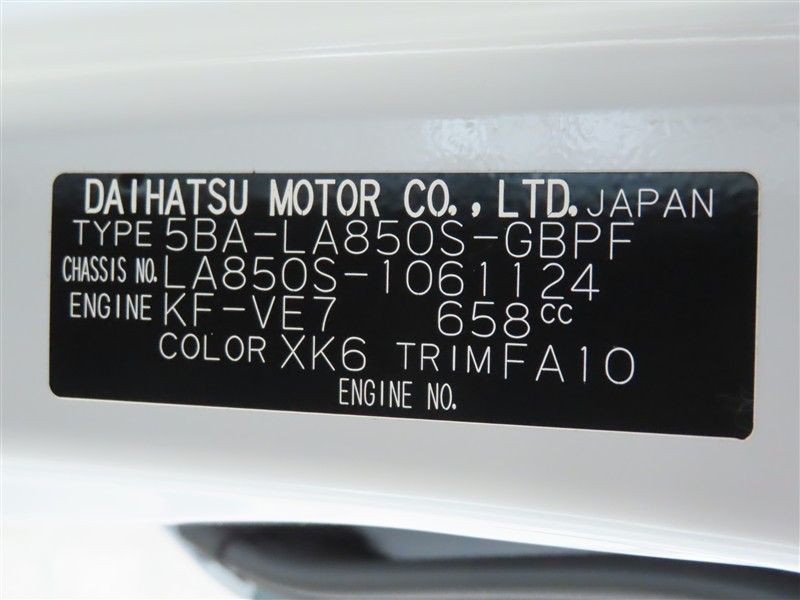 DAIHATSU MOTOR CO., LTD. JAPAN
TYPE 5BA-LA850S-GBPF
CHASSIS NO. LA850S-1061124
ENGINE KF-VE7 658cc
COLOR XK6 TRIM FA10
ENGINE NO.